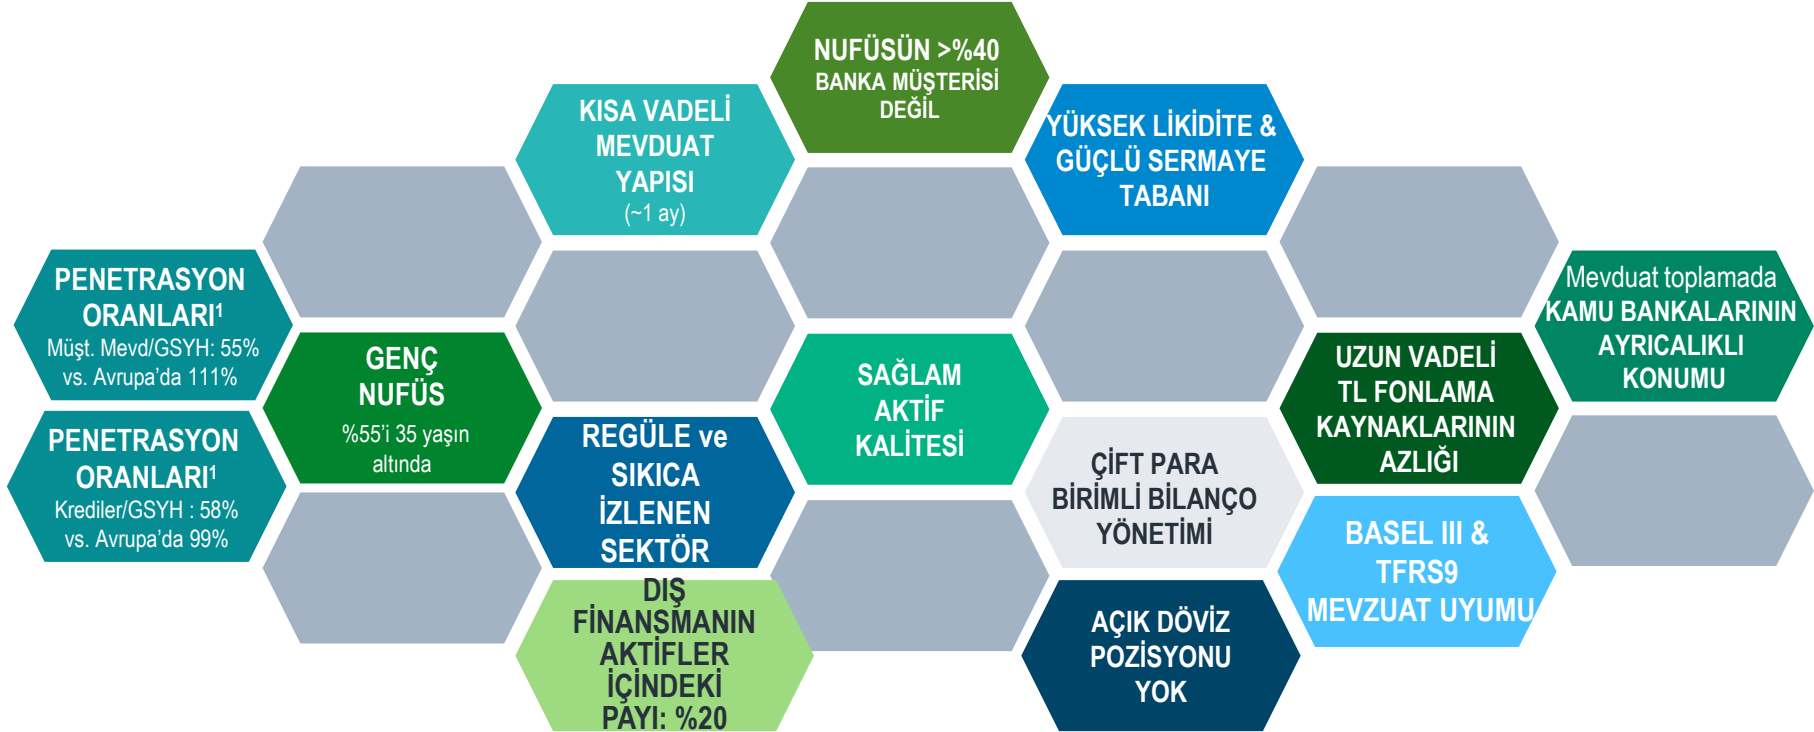 NUFÜSÜN >%40
BANKA MÜŞTERİSİ
DEĞİL
KISA VADELİ
MEVDUAT
YAPISI
(~1 ay)
YÜKSEK LİKİDİTE &
GÜÇLÜ SERMAYE
TABANI
PENETRASYON
ORANLARI¹
Müşt. Mevd/GSYH: 55%
vs. Avrupa’da 111%
Mevduat toplamada
KAMU BANKALARININ
AYRICALIKLI
KONUMU
GENÇ
NUFÜS
%55’i 35 yaşın
altında
SAĞLAM
AKTİF
KALİTESİ
UZUN VADELİ
TL FONLAMA
KAYNAKLARININ
AZLIĞI
PENETRASYON
ORANLARI¹
Krediler/GSYH : 58%
vs. Avrupa’da 99%
REGÜLE ve
SIKICA
İZLENEN
SEKTÖR
ÇİFT PARA
BİRİMLİ BİLANÇO
YÖNETİMİ
BASEL III &
TFRS9
MEVZUAT UYUMU
DIŞ
FİNANSMANIN
AKTİFLER
İÇİNDEKİ
PAYI: %20
AÇIK DÖVİZ
POZİSYONU
YOK